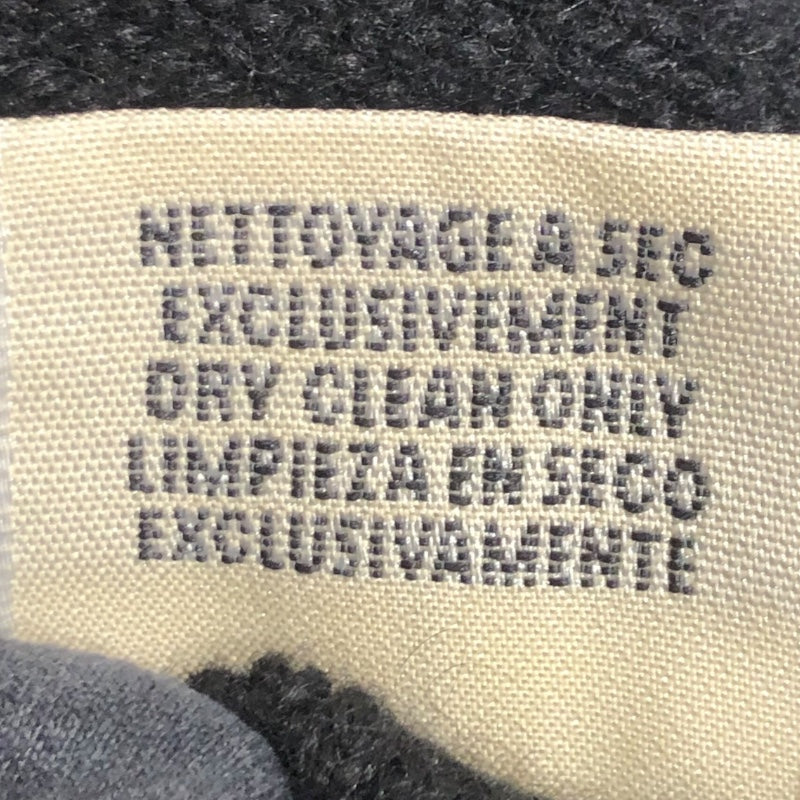 NETTOYAGE A SEC
EXCLUSIVEMENT
DRY CLEAN ONLY
LIMPIEZA EN SECO
EXCLUSIVAMENTE